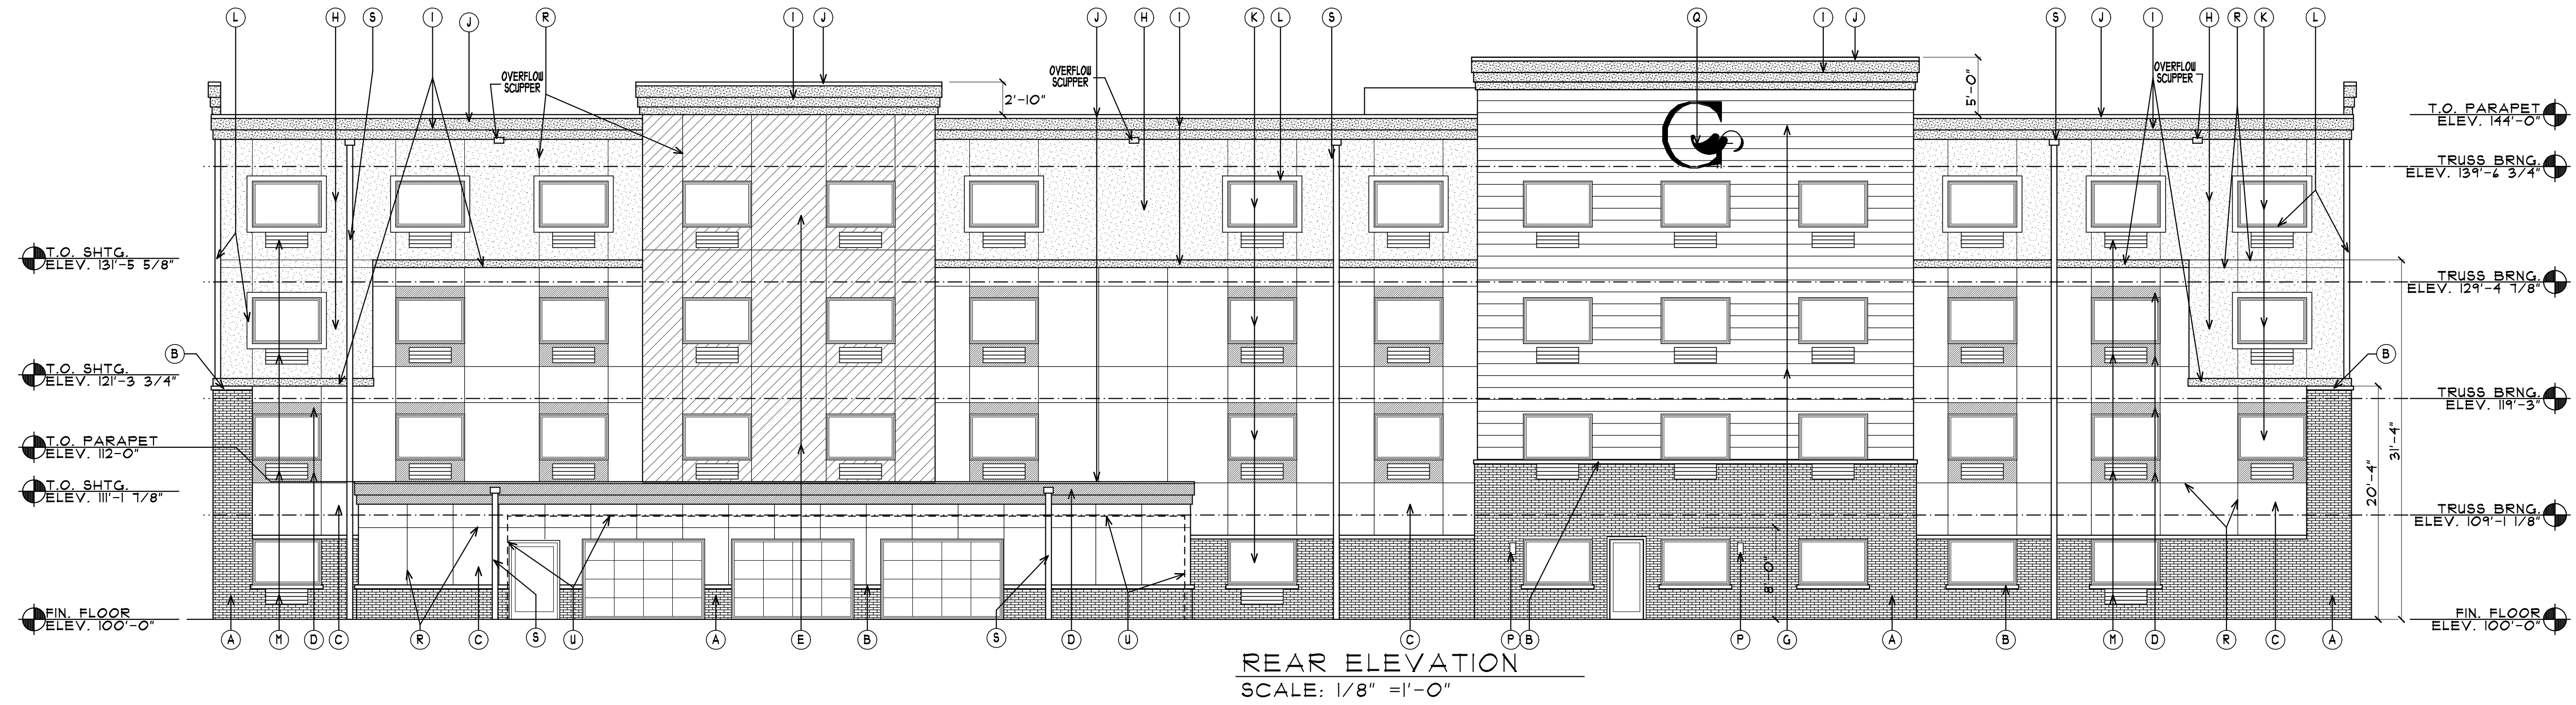 L H S I J R I J J H I K L S Q I J S J I H R K L
OVERFLOW
SCUPPER
OVERFLOW
SCUPPER
OVERFLOW
SCUPPER
2'-10"
5'-0"
T.O. PARAPET
ELEV. 144'-0"
TRUSS BRNG.
ELEV. 139'-6 3/4"
T.O. SHTG.
ELEV. 131'-5 5/8"
TRUSS BRNG.
ELEV. 129'-4 7/8"
B
B
T.O. SHTG.
ELEV. 121'-3 3/4"
TRUSS BRNG.
ELEV. 119'-3"
T.O. PARAPET
ELEV. 112'-0"
31'-4"
20'-4"
T.O. SHTG.
ELEV. 111'-1 7/8"
TRUSS BRNG.
ELEV. 109'-1 1/8"
8'-0"
FIN. FLOOR
ELEV. 100'-0"
FIN. FLOOR
ELEV. 100'-0"
A M D C R C S U A E B S D U C P B P G A B M D R C A
REAR ELEVATION
SCALE: 1/8" =1'-0"